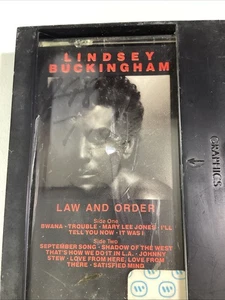 LINDSEY
BUCKINGHAM
LAW AND ORDER
Side One
BWANA - TROUBLE - MARY LEE JONES - I'LL
TELL YOU NOW - IT WAS I
Side Two
SEPTEMBER SONG - SHADOW OF THE WEST
THAT'S HOW WE DO IT IN L.A. - JOHNNY
STEW - LOVE FROM HERE, LOVE FROM
THERE - SATISFIED MIND
GRAPHICS